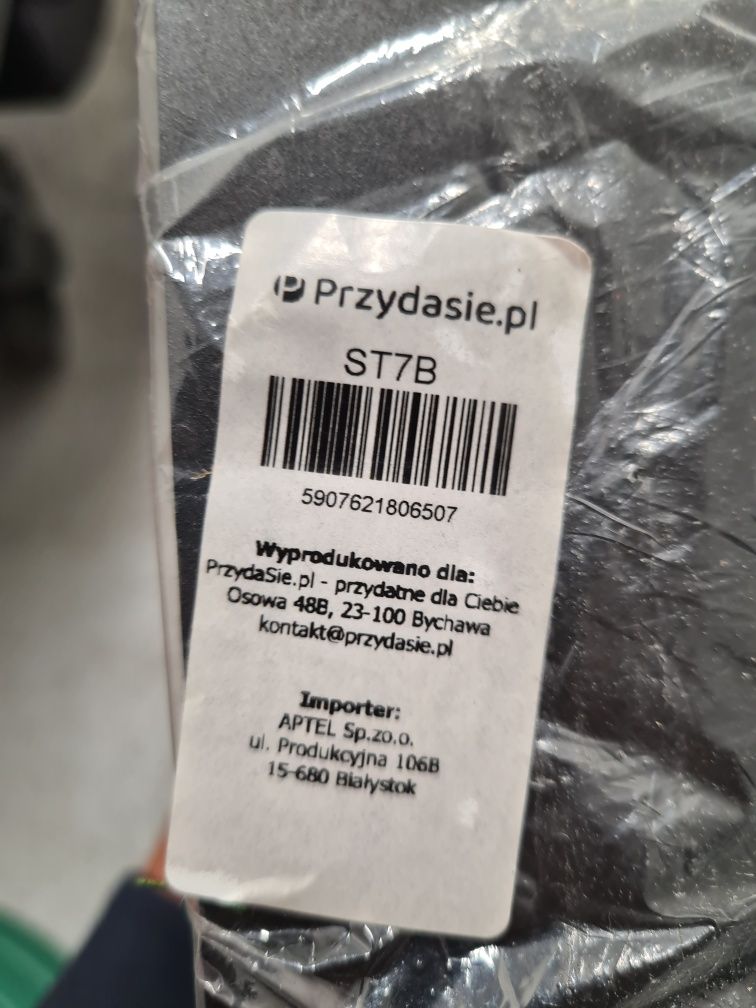 Przydasie.pl
ST7B
5907621806507
Wyprodukowano dla:
PrzydaSie.pl - przydatne dla Ciebie
Osowa 48B, 23-100 Bychawa
kontakt@przydasie.pl
Importer:
APTEL Sp.zo.o.
ul. Produkcyjna 106B
15-680 Białystok